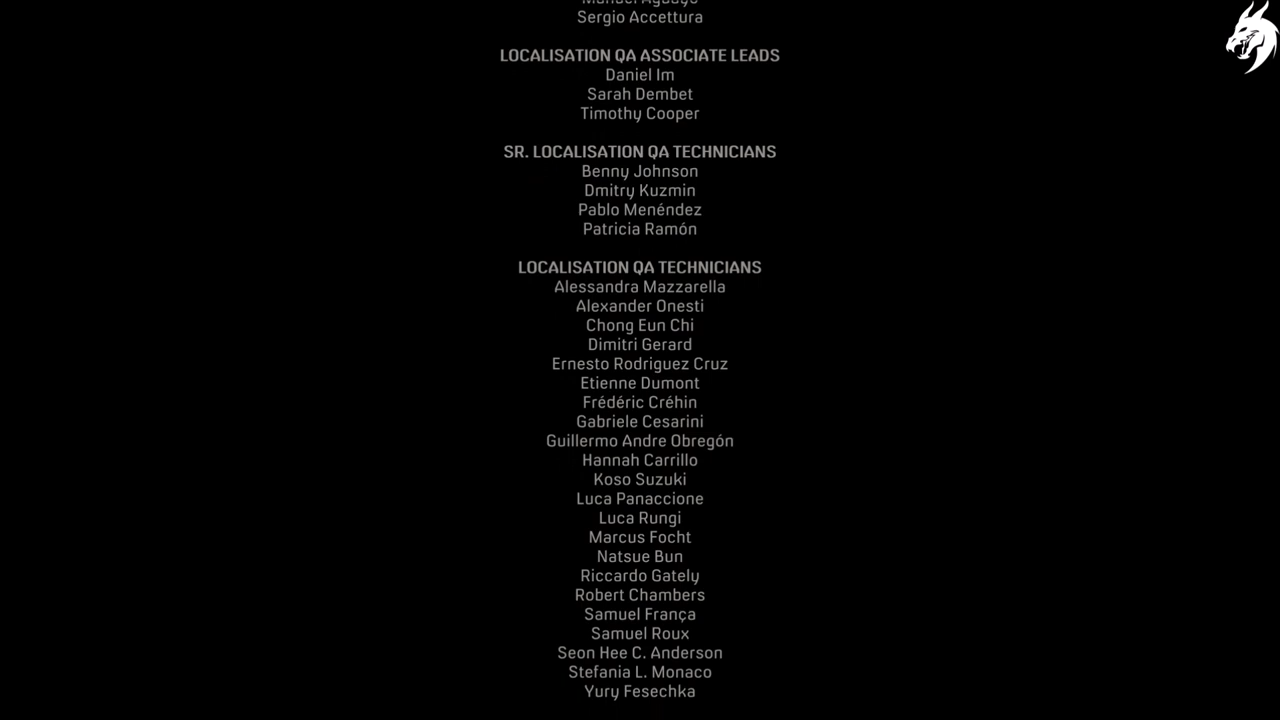 Sergio Accettura
LOCALISATION QA ASSOCIATE LEADS
Daniel Im
Sarah Dembet
Timothy Cooper
SR. LOCALISATION QA TECHNICIANS
Benny Johnson
Dmitry Kuzmin
Pablo Menéndez
Patricia Ramón
LOCALISATION QA TECHNICIANS
Alessandra Mazzarella
Alexander Onesti
Chong Eun Chi
Dimitri Gerard
Ernesto Rodriguez Cruz
Etienne Dumont
Frédéric Créhin
Gabriele Cesarini
Guillermo Andre Obregón
Hannah Carrillo
Koso Suzuki
Luca Panaccione
Luca Rungi
Marcus Focht
Natsue Bun
Riccardo Gately
Robert Chambers
Samuel França
Samuel Roux
Seon Hee C. Anderson
Stefania L. Monaco
Yury Fesechka